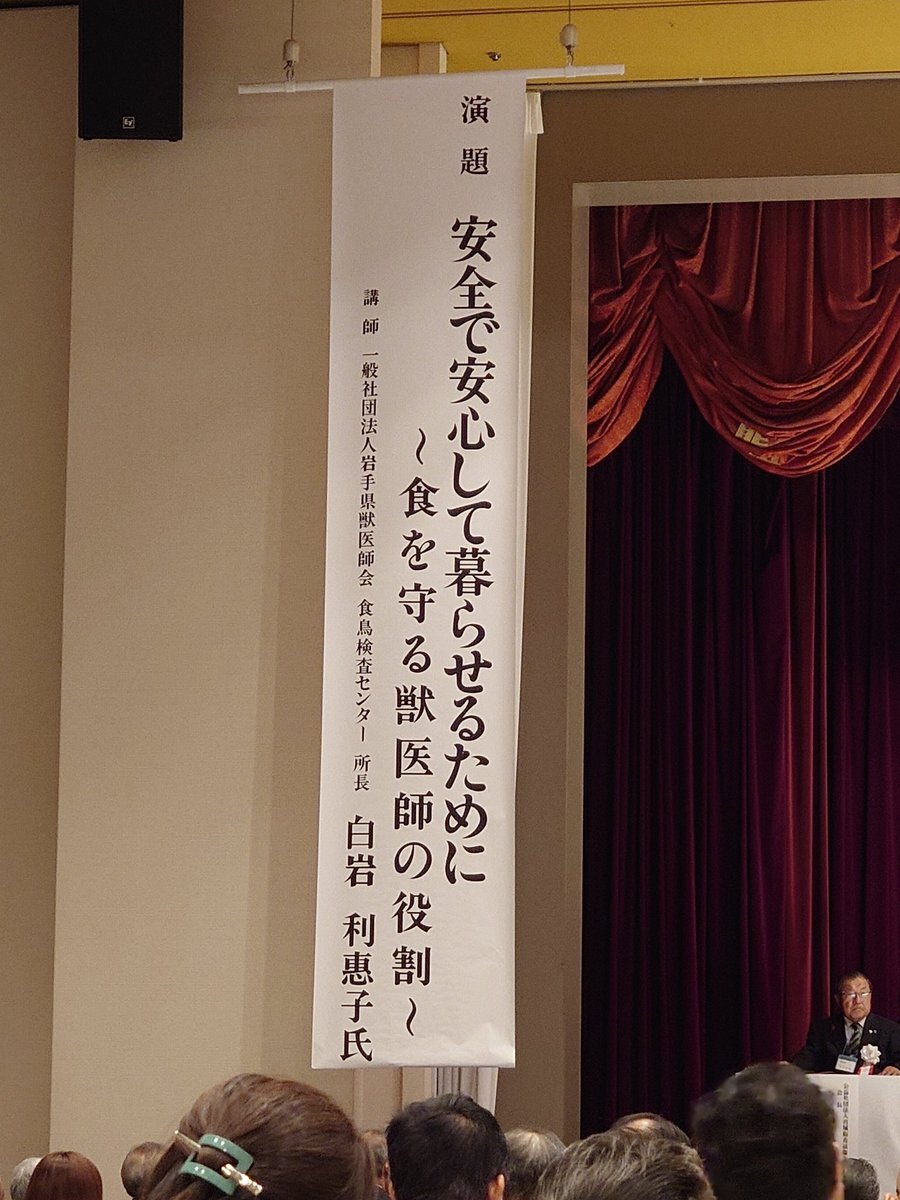 演題 安全で安心して暮らせるために
～食を守る獣医師の役割～
講師 一般社団法人岩手県獣医師会 食鳥検査センター 所長 白岩 利惠子氏
EV